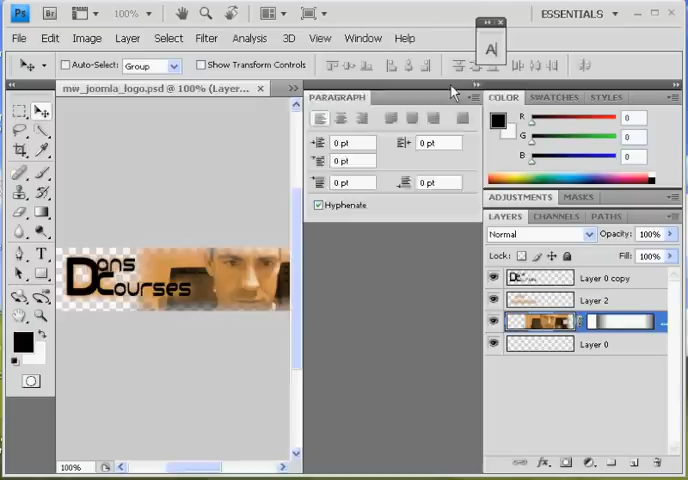 Ps Br 100% ESSENTIALS
File Edit Image Layer Select Filter Analysis 3D View Window Help
A
Auto-Select: Group Show Transform Controls
mw_joomla_logo.psd @ 100% (Layer...
PARAGRAPH
COLOR SWATCHES STYLES
R 0
G 0
B 0
0 pt 0 pt
0 pt
0 pt 0 pt
Hyphenate
ADJUSTMENTS MASKS
LAYERS CHANNELS PATHS
Normal Opacity: 100%
Lock: Fill: 100%
Layer 0 copy
Layer 2
Layer 0
Dons
Courses
T
100%